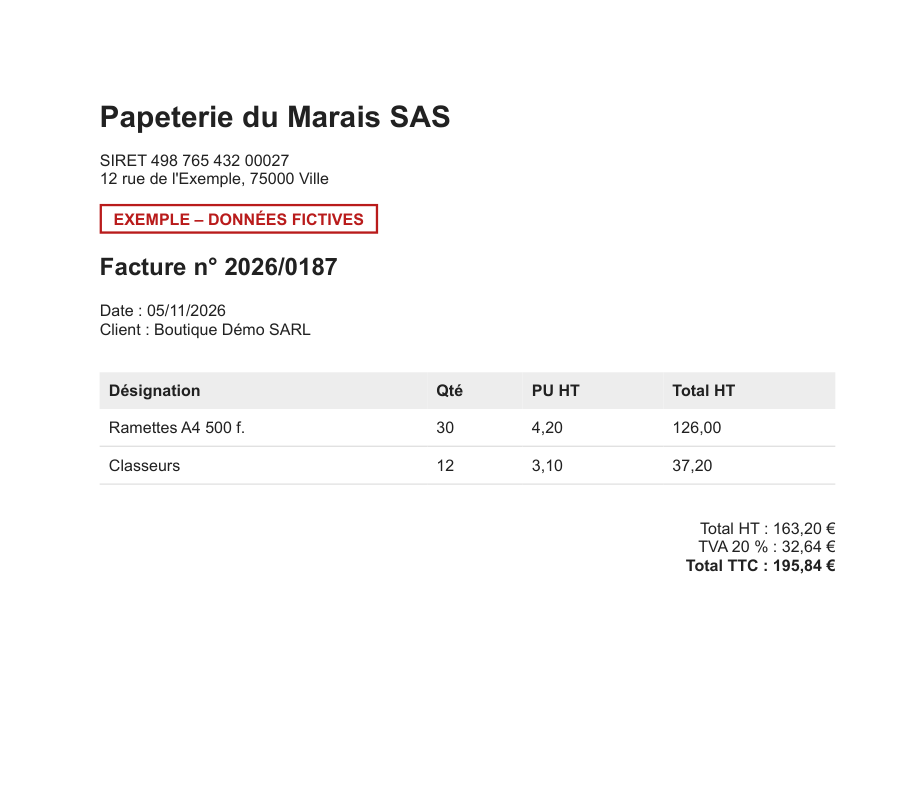 Papeterie du Marais SAS
SIRET 498 765 432 00027
12 rue de l'Exemple, 75000 Ville
EXEMPLE – DONNÉES FICTIVES
Facture n° 2026/0187
Date : 05/11/2026
Client : Boutique Démo SARL
Désignation Qté PU HT Total HT
Ramettes A4 500 f. 30 4,20 126,00
Classeurs 12 3,10 37,20
Total HT : 163,20 €
TVA 20 % : 32,64 €
Total TTC : 195,84 €